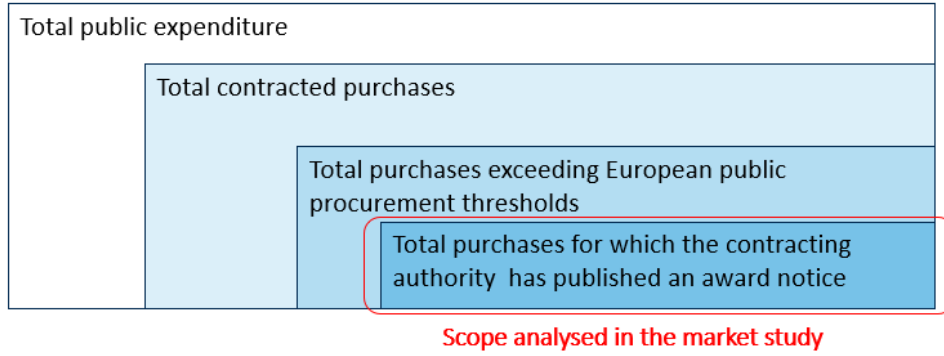 Total public expenditure
Total contracted purchases
Total purchases exceeding European public
procurement thresholds
Total purchases for which the contracting
authority has published an award notice
Scope analysed in the market study